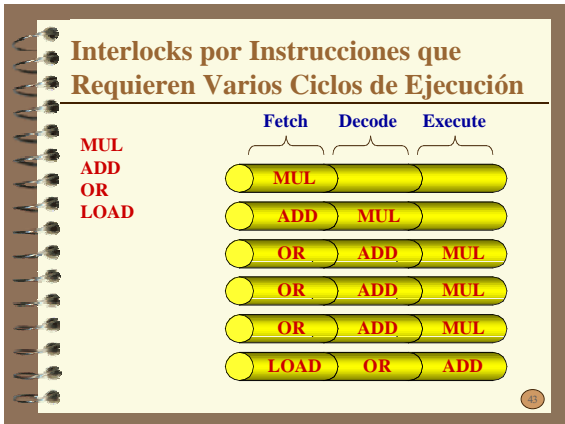 Interlocks por Instrucciones que
Requieren Varios Ciclos de Ejecución
MUL
ADD
OR
LOAD
Fetch Decode Execute
MUL
ADD MUL
OR ADD MUL
OR ADD MUL
OR ADD MUL
LOAD OR ADD
43